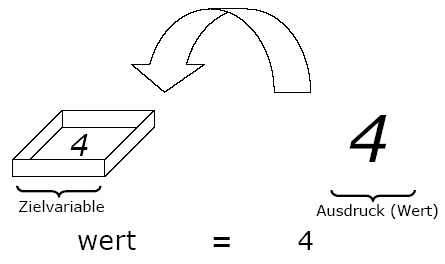 4
4
Zielvariable
Ausdruck (Wert)
wert = 4